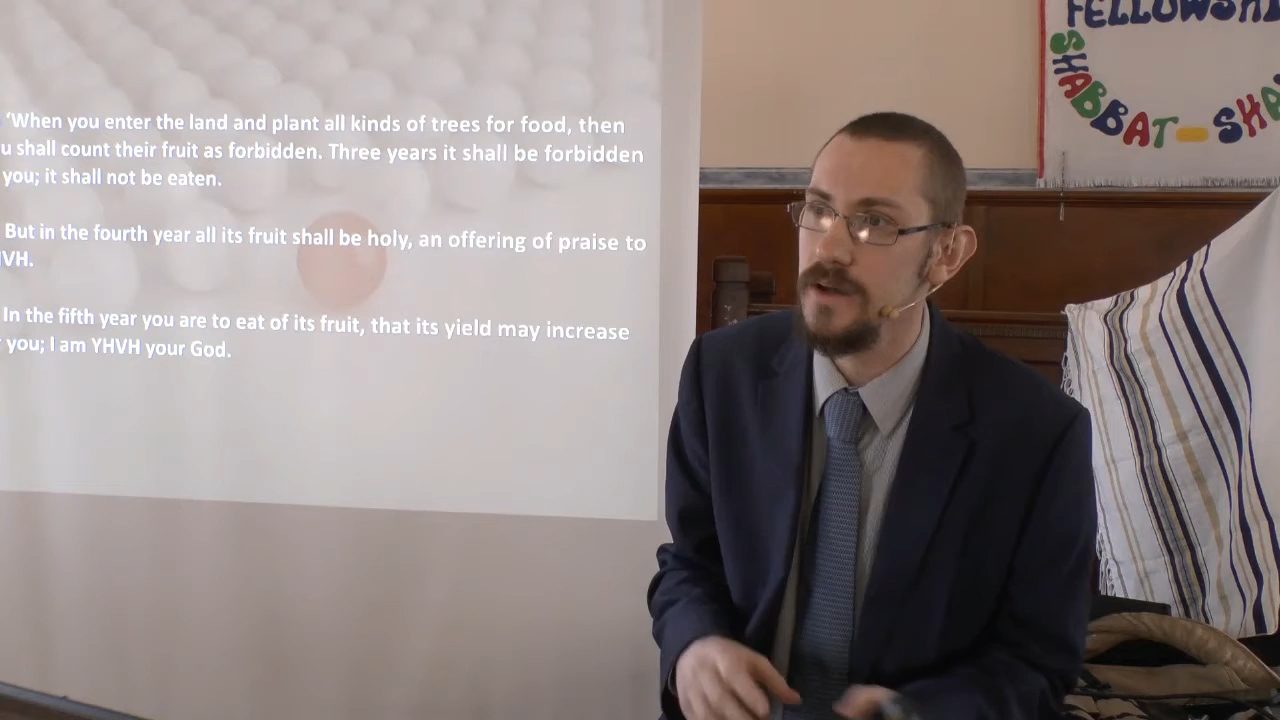 ‘When you enter the land and plant all kinds of trees for food, then
u shall count their fruit as forbidden. Three years it shall be forbidden
you; it shall not be eaten.
But in the fourth year all its fruit shall be holy, an offering of praise to
VH.
In the fifth year you are to eat of its fruit, that its yield may increase
you; I am YHVH your God.
FELLOWSHI
SHABBAT-SHA